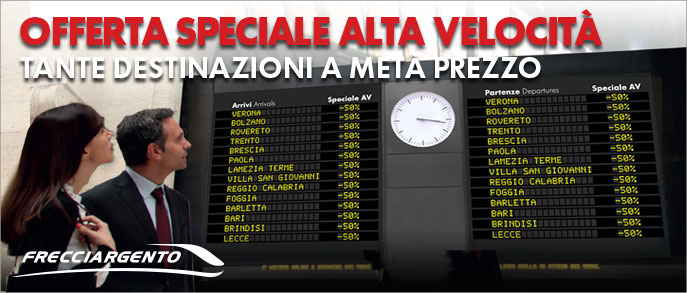 OFFERTA SPECIALE ALTA VELOCITÀ
TANTE DESTINAZIONI A METÀ PREZZO
Arrivi Arrivals Speciale AV
VERONA -50%
BOLZANO -50%
ROVERETO -50%
TRENTO -50%
BRESCIA -50%
PAOLA -50%
LAMEZIA TERME -50%
VILLA SAN GIOVANNI -50%
REGGIO CALABRIA -50%
FOGGIA -50%
BARLETTA -50%
BARI -50%
BRINDISI -50%
LECCE -50%
Partenze Departures Speciale AV
VERONA -50%
BOLZANO -50%
ROVERETO -50%
TRENTO -50%
BRESCIA -50%
PAOLA -50%
LAMEZIA TERME -50%
VILLA SAN GIOVANNI -50%
REGGIO CALABRIA -50%
FOGGIA -50%
BARLETTA -50%
BARI -50%
BRINDISI -50%
LECCE -50%
FRECCIARGENTO